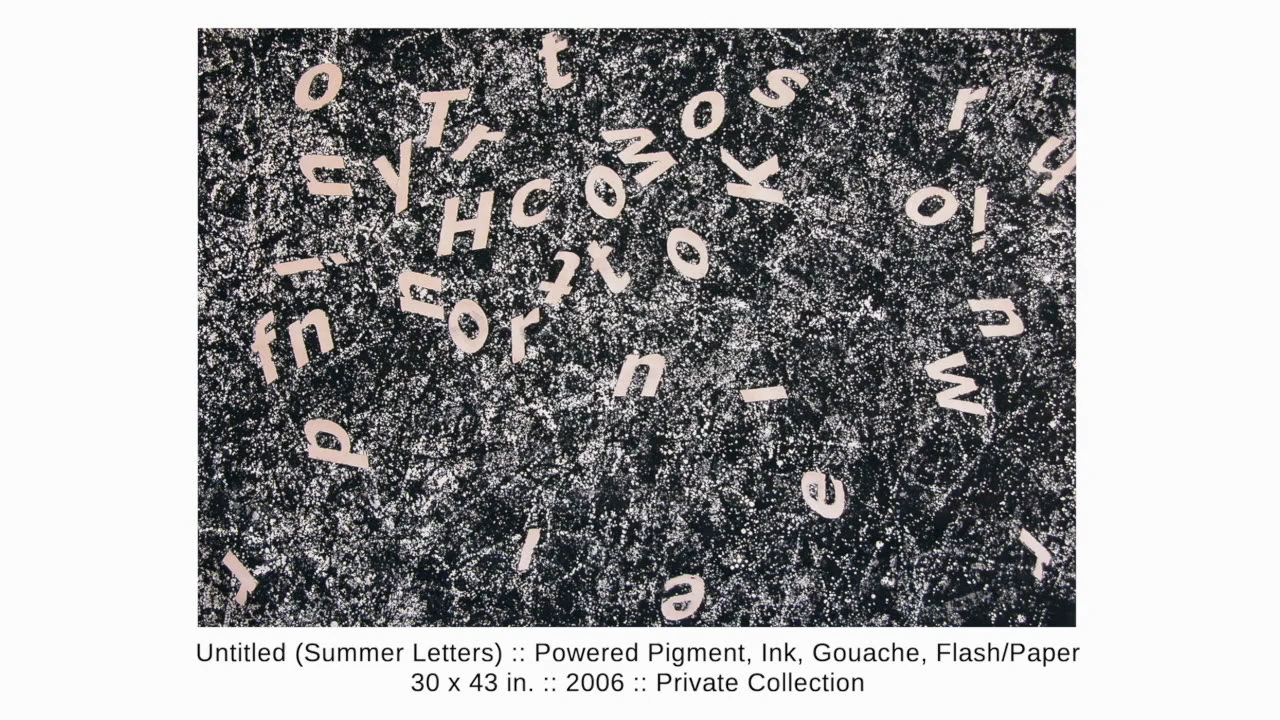 t
o
s
T
o
r
r
w
y
n
y
k
o
c
o
!
H
o
t
t
i
n
n
o
r
f
n
n
l
w
p
e
l
r
r
e
Untitled (Summer Letters) :: Powered Pigment, Ink, Gouache, Flash/Paper
30 x 43 in. :: 2006 :: Private Collection